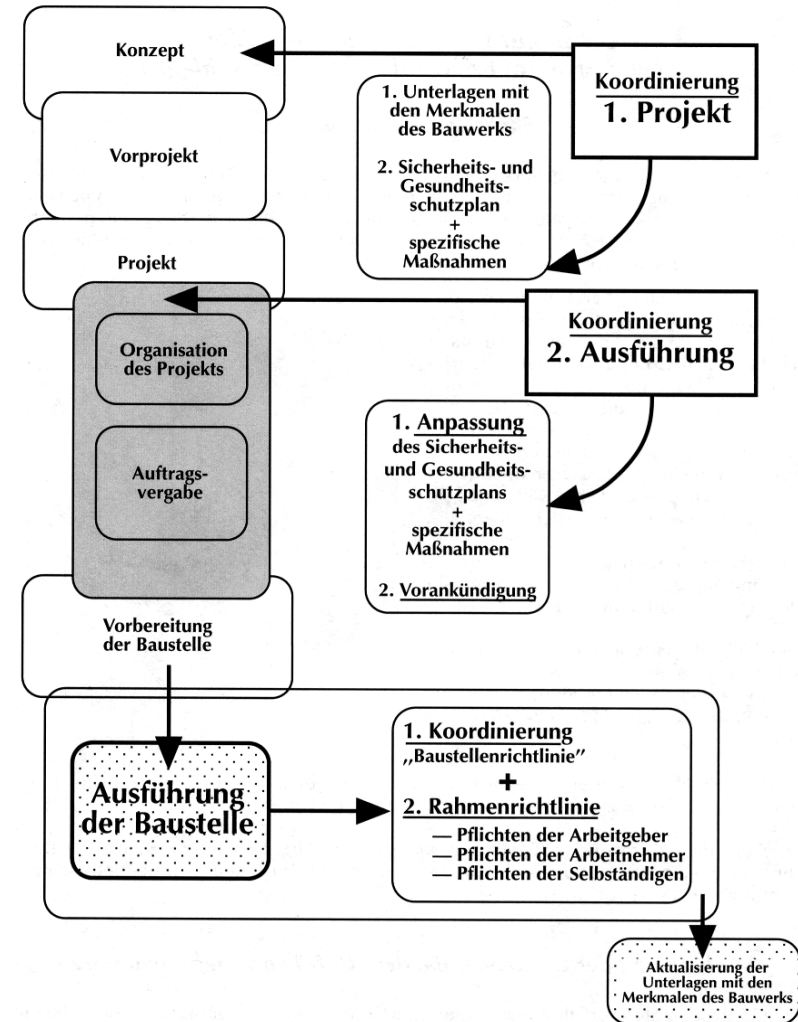 Konzept
Koordinierung
1. Projekt
1. Unterlagen mit
den Merkmalen
des Bauwerks
2. Sicherheits- und
Gesundheits-
schutzplan
+
spezifische
Maßnahmen
Vorprojekt
Projekt
Koordinierung
2. Ausführung
Organisation
des Projekts
Auftrags-
vergabe
1. Anpassung
des Sicherheits-
und Gesundheits-
schutzplans
+
spezifische
Maßnahmen
2. Vorankündigung
Vorbereitung
der Baustelle
Ausführung
der Baustelle
1. Koordinierung
„Baustellenrichtlinie”
+
2. Rahmenrichtlinie
— Pflichten der Arbeitgeber
— Pflichten der Arbeitnehmer
— Pflichten der Selbständigen
Aktualisierung der
Unterlagen mit den
Merkmalen des Bauwerks